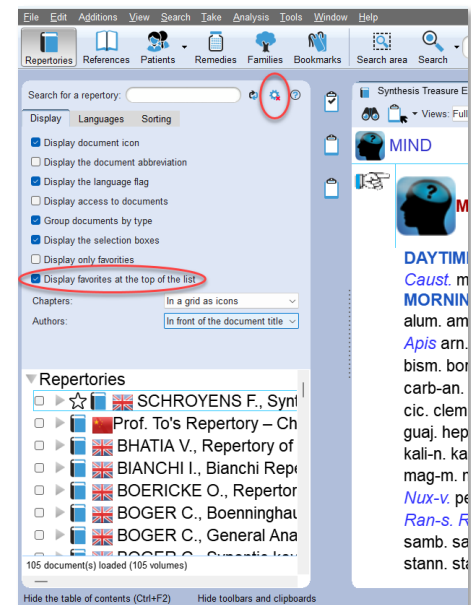 File Edit Additions View Search Take Analysis Tools Window Help
Repertories References Patients Remedies Families Bookmarks Search area Search
Search for a repertory:
Synthesis Treasure E
Display Languages Sorting
Views: Full
Display document icon
Display the document abbreviation
Display the language flag
Display access to documents
Group documents by type
Display the selection boxes
Display only favorities
Display favorites at the top of the list
Chapters: In a grid as icons
Authors: In front of the document title
Repertories
SCHROYENS F., Synt
Prof. To's Repertory – Ch
BHATIA V., Repertory of
BIANCHI I., Bianchi Repe
BOERICKE O., Repertor
BOGER C., Boenninghau
BOGER C., General Ana
105 document(s) loaded (105 volumes)
Hide the table of contents (Ctrl+F2) Hide toolbars and clipboards
MIND
M
DAYTIM
Caust. m
MORNIN
alum. am
Apis arn.
bism. bor
carb-an.
cic. clem
guaj. hep
kali-n. ka
mag-m. n
Nux-v. pe
Ran-s. R
samb. sa
stann. sta